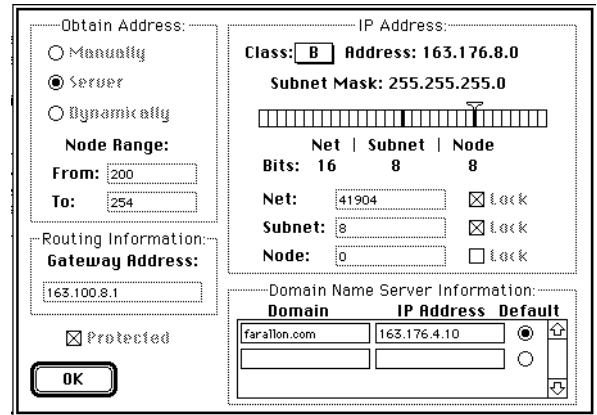 Obtain Address:
Manually
Server
Dynamically
Node Range:
From: 200
To: 254
Routing Information:
Gateway Address:
163.100.8.1
Protected
OK
IP Address:
Class: B Address: 163.176.8.0
Subnet Mask: 255.255.255.0
Net | Subnet | Node
Bits: 16 8 8
Net: 41904 Lock
Subnet: 8 Lock
Node: 0 Lock
Domain Name Server Information:
Domain IP Address Default
farallon.com 163.176.4.10